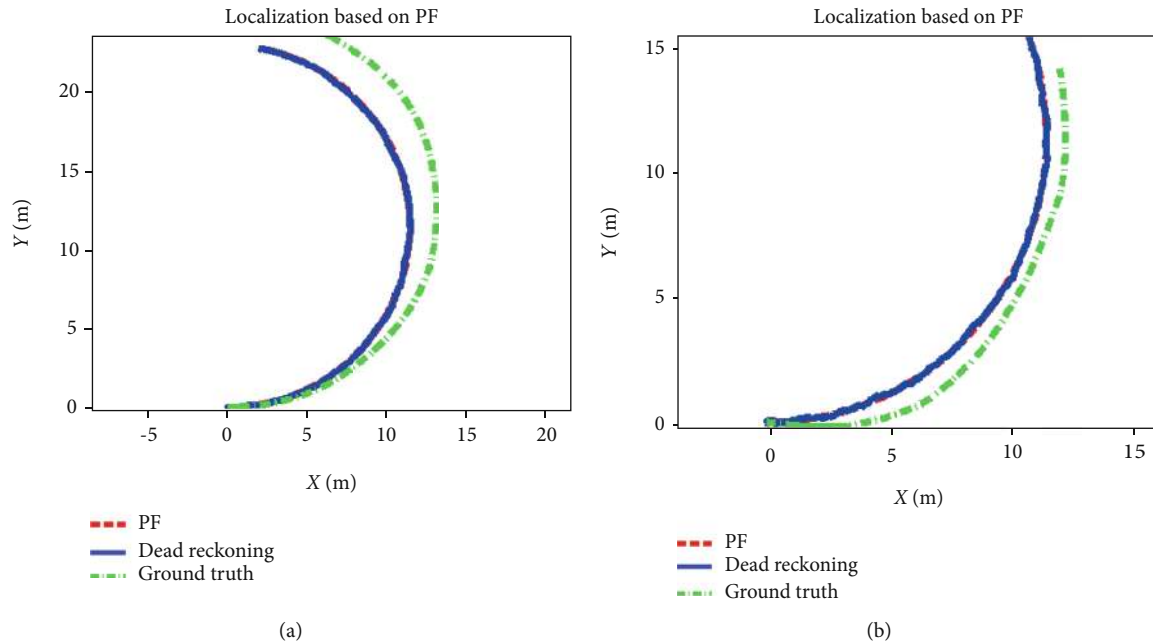 Localization based on PF
20
15
10
5
0
Y (m)
-5 0 5 10 15 20
X (m)
PF
Dead reckoning
Ground truth
(a)
Localization based on PF
15
10
5
0
Y (m)
0 5 10 15
X (m)
PF
Dead reckoning
Ground truth
(b)